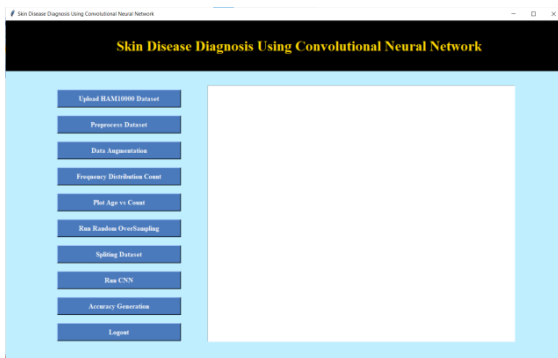 Skin Disease Diagnosis Using Convolutional Neural Network
Skin Disease Diagnosis Using Convolutional Neural Network
Upload HAM10000 Dataset
Preprocess Dataset
Data Augmentation
Frequency Distribution Count
Plot Age vs Count
Run Random OverSampling
Spliting Dataset
Run CNN
Accuracy Generation
Logout